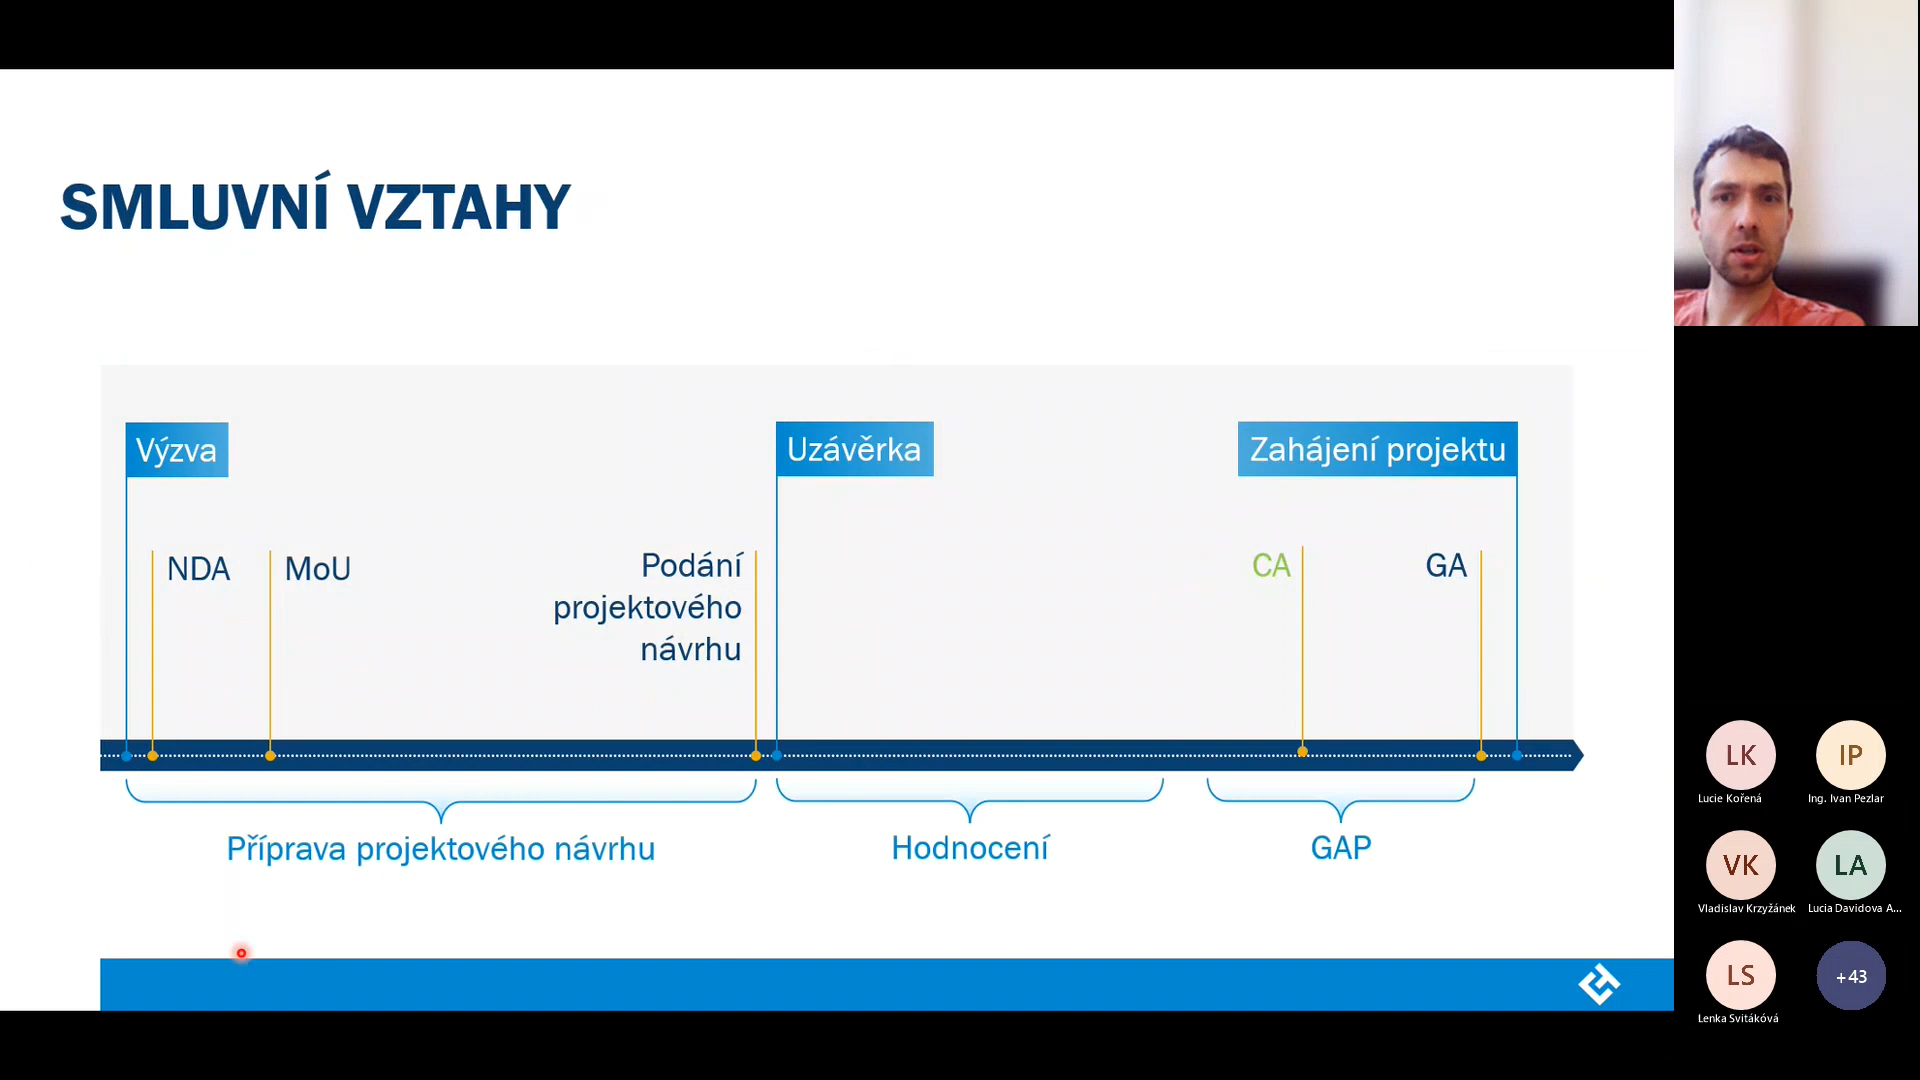 SMLUVNÍ VZTAHY
Výzva
Uzávěrka
Zahájení projektu
NDA
MoU
Podání
projektového
návrhu
CA
GA
Příprava projektového návrhu
Hodnocení
GAP
LK
Lucie Kořená
IP
Ing. Ivan Pezlar
VK
Vladislav Krzyžánek
LA
Lucia Davidova A...
LS
Lenka Svitáková
+43